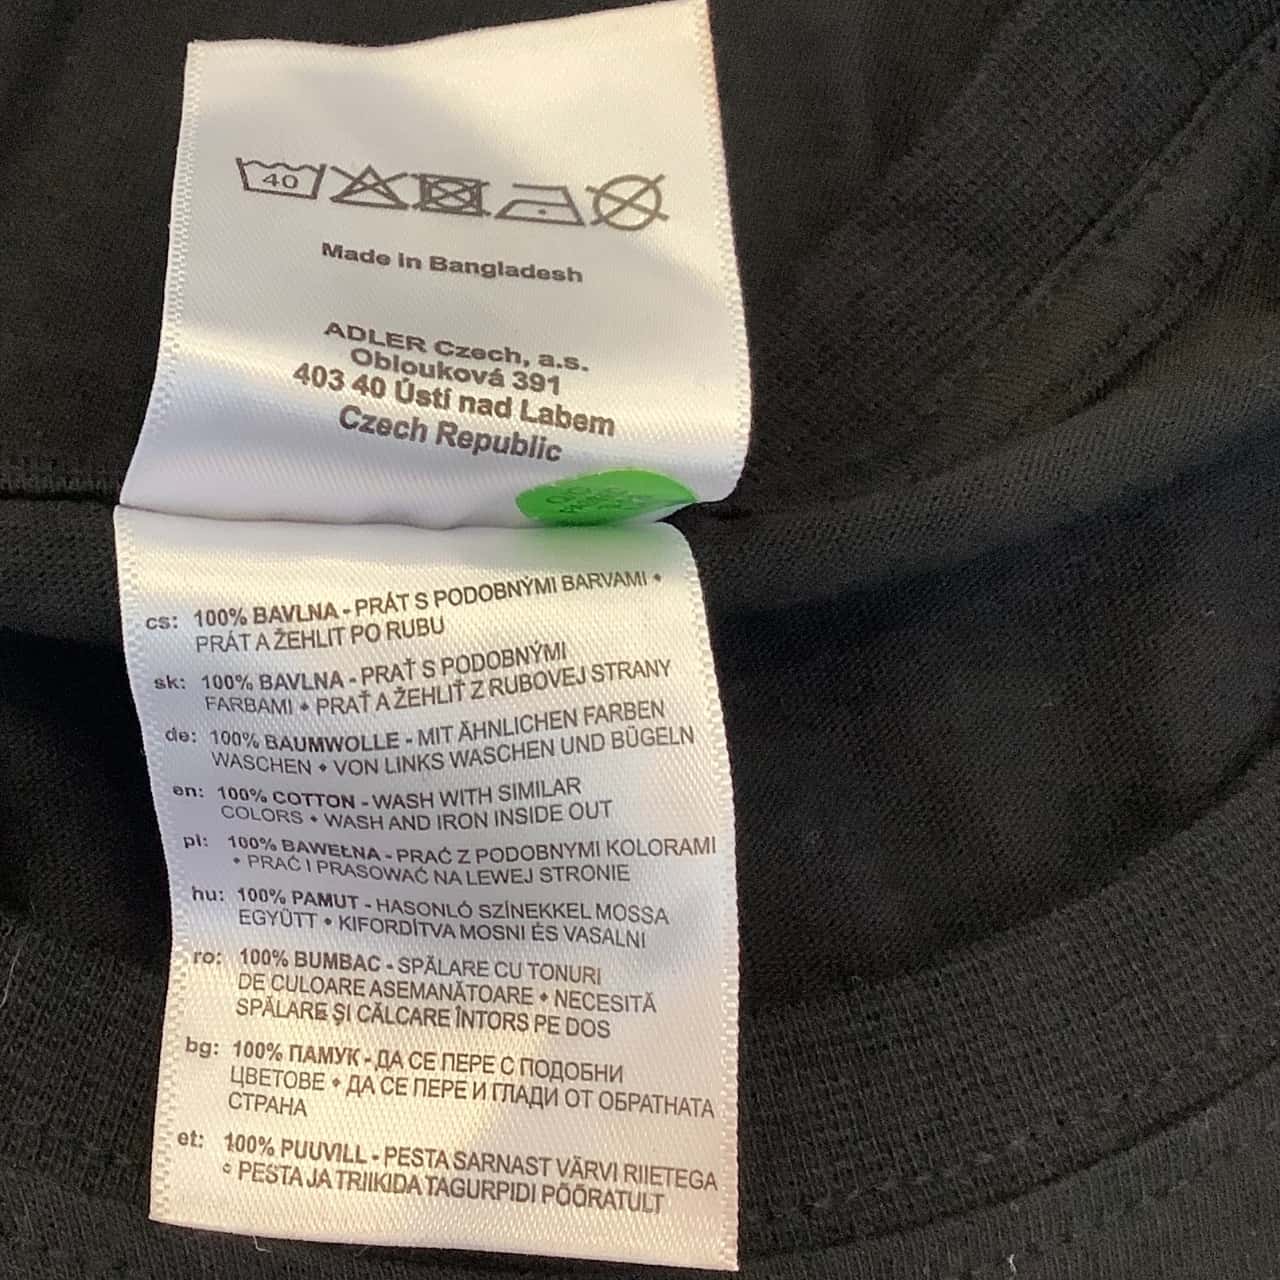 40
Made in Bangladesh
ADLER Czech, a.s.
Oblouková 391
403 40 Ústí nad Labem
Czech Republic
cs: 100% BAVLNA - PRÁT S PODOBNÝMI BARVAMI •
PRÁT A ŽEHLIT PO RUBU
sk: 100% BAVLNA - PRAŤ S PODOBNÝMI
FARBAMI • PRAŤ A ŽEHLIŤ Z RUBOVEJ STRANY
de: 100% BAUMWOLLE - MIT ÄHNLICHEN FARBEN
WASCHEN • VON LINKS WASCHEN UND BÜGELN
en: 100% COTTON - WASH WITH SIMILAR
COLORS • WASH AND IRON INSIDE OUT
pl: 100% BAWEŁNA - PRAĆ Z PODOBNYMI KOLORAMI
• PRAĆ I PRASOWAĆ NA LEWEJ STRONIE
hu: 100% PAMUT - HASONLÓ SZÍNEKKEL MOSSA
EGYÜTT • KIFORDÍTVA MOSNI ÉS VASALNI
ro: 100% BUMBAC - SPĂLARE CU TONURI
DE CULOARE ASEMANĂTOARE • NECESITĂ
SPĂLARE ŞI CĂLCARE ÎNTORS PE DOS
bg: 100% ПАМУК - ДА СЕ ПЕРЕ С ПОДОБНИ
ЦВЕТОВЕ • ДА СЕ ПЕРЕ И ГЛАДИ ОТ ОБРАТНАТА
СТРАНА
et: 100% PUUVILL - PESTA SARNAST VÄRVI RIIETEGA
• PESTA JA TRIIKIDA TAGURPIDI PÖÖRATULT